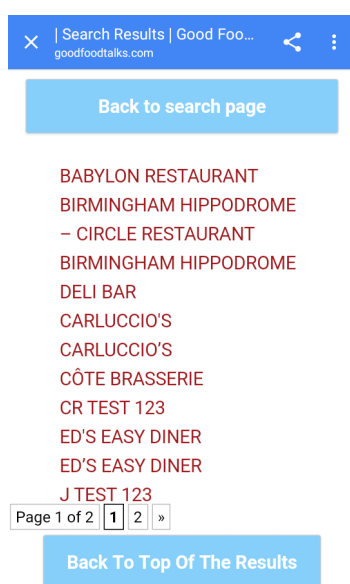 | Search Results | Good Foo...
goodfoodtalks.com
Back to search page
BABYLON RESTAURANT
BIRMINGHAM HIPPODROME
– CIRCLE RESTAURANT
BIRMINGHAM HIPPODROME
DELI BAR
CARLUCCIO'S
CARLUCCIO’S
CÔTE BRASSERIE
CR TEST 123
ED'S EASY DINER
ED’S EASY DINER
J TEST 123
Page 1 of 2 1 2 »
Back To Top Of The Results